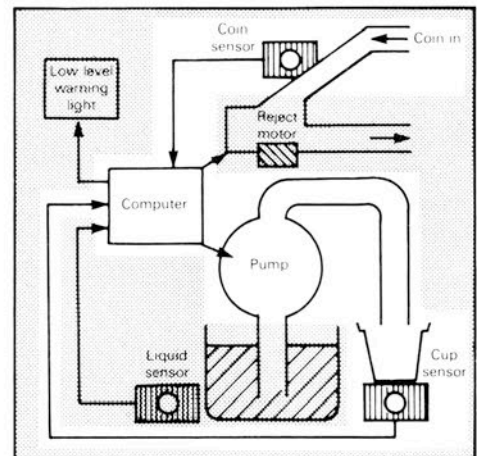 Coin
sensor
Coin in
Low level
warning
light
Reject
motor
Computer
Pump
Liquid
sensor
Cup
sensor